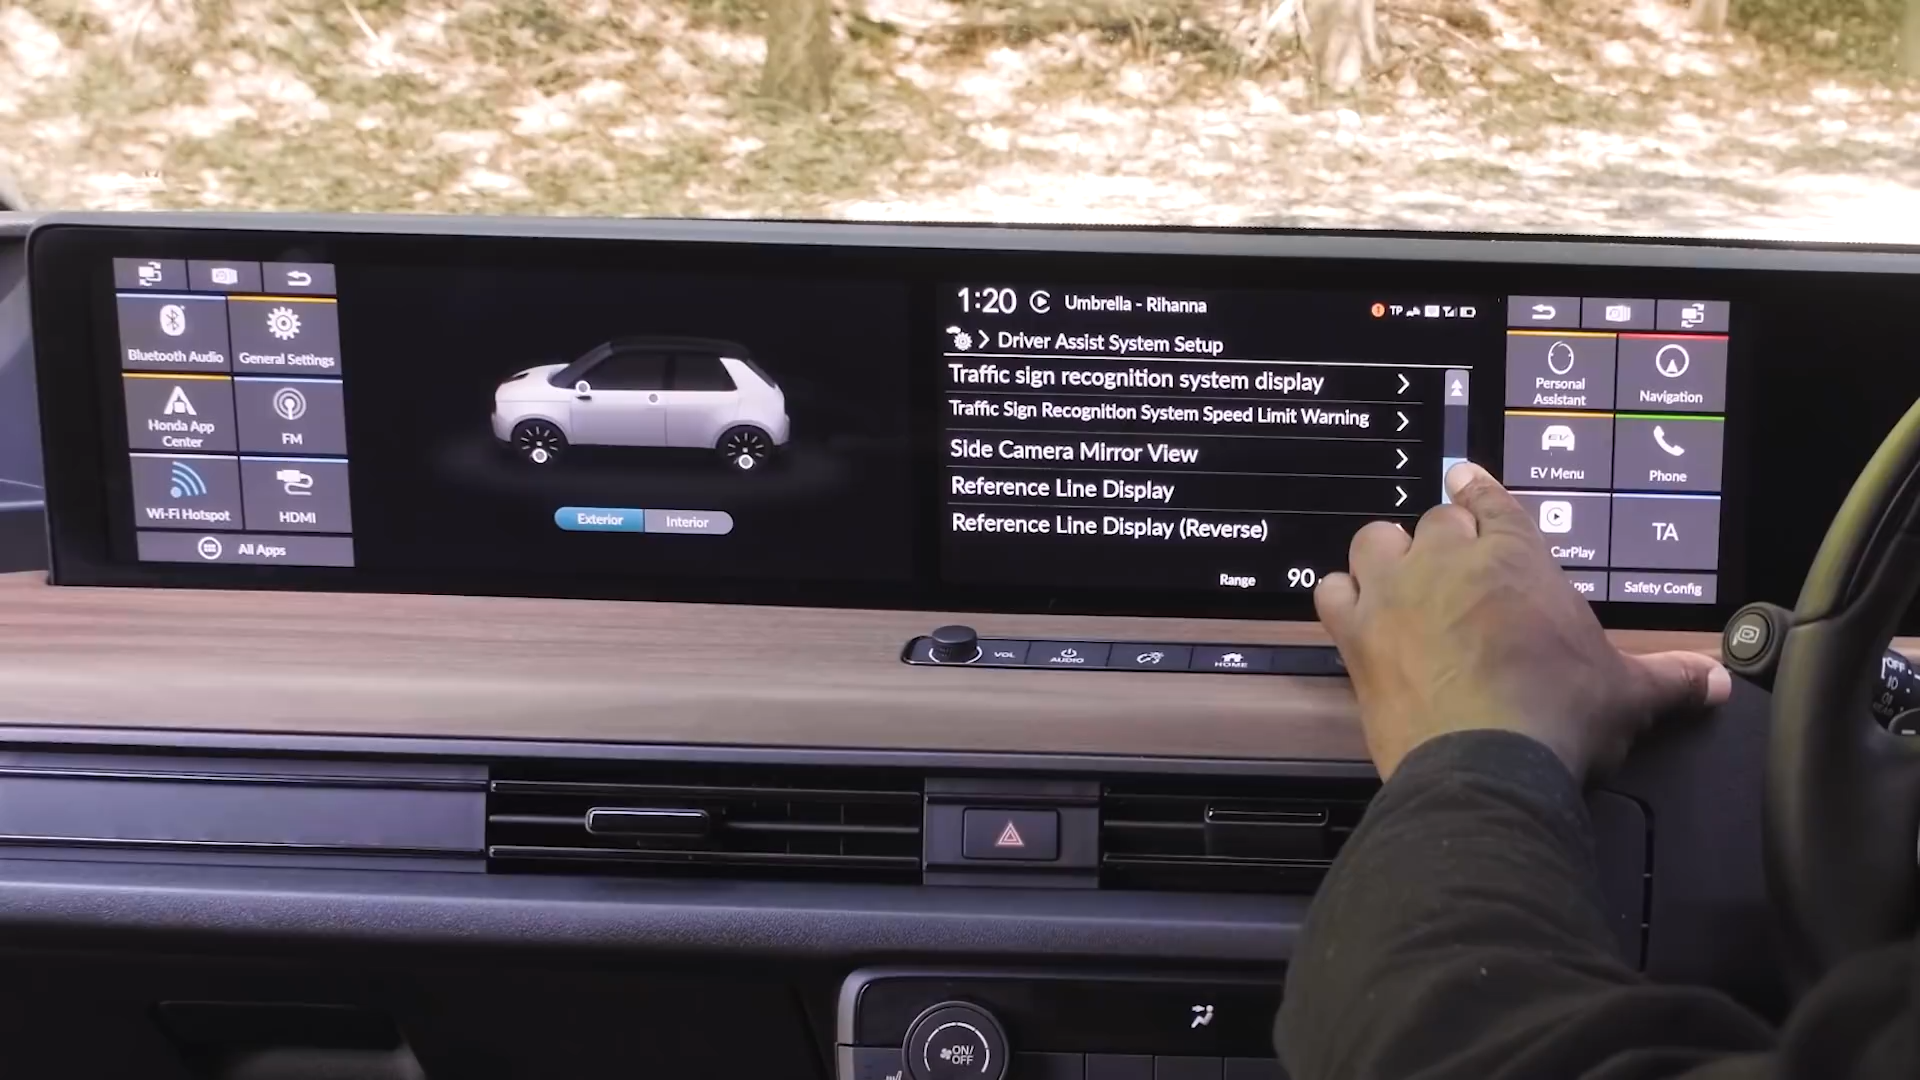 Bluetooth Audio
General Settings
Honda App
Center
FM
Wi-Fi Hotspot
HDMI
All Apps
Exterior
Interior
1:20 Umbrella - Rihanna
TP
Driver Assist System Setup
Traffic sign recognition system display
Traffic Sign Recognition System Speed Limit Warning
Side Camera Mirror View
Reference Line Display
Reference Line Display (Reverse)
Range 90
Personal
Assistant
Navigation
EV
EV Menu
Phone
CarPlay
TA
pps
Safety Config
VOL
AUDIO
HOME
OFF
ON/
OFF